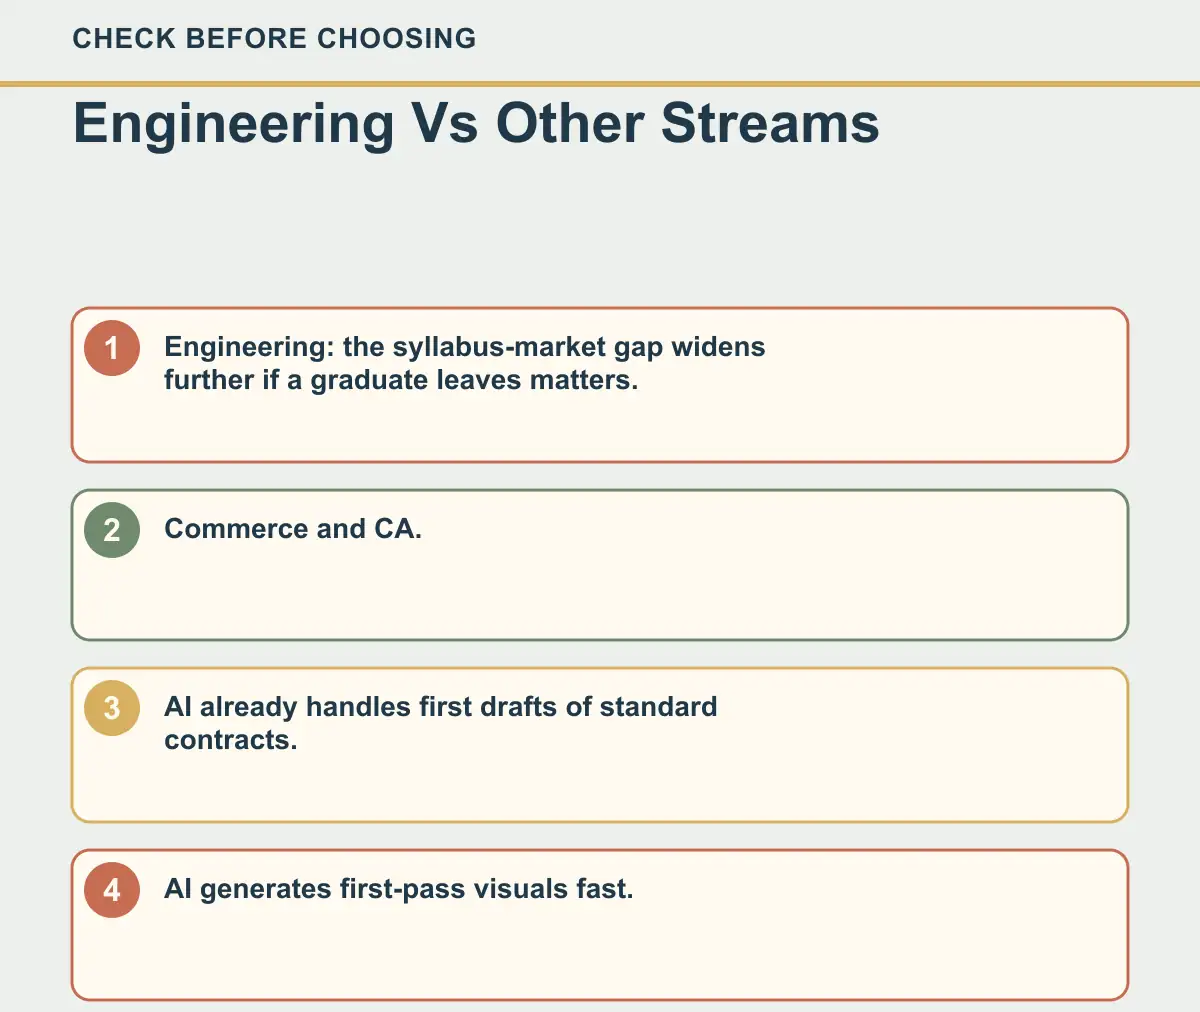 CHECK BEFORE CHOOSING
Engineering Vs Other Streams
1
Engineering: the syllabus-market gap widens
further if a graduate leaves matters.
2
Commerce and CA.
3
AI already handles first drafts of standard
contracts.
4
AI generates first-pass visuals fast.